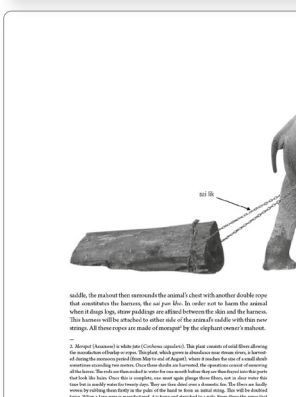 sai lik
saddle, the mahout then surrounds the animal's chest with another double rope
that constitutes the harness, the sai pan kho. In order not to harm the animal
when it drags logs, straw paddings are affixed between the skin and the harness.
This harness will be attached to either side of the animal's saddle with thin new
strings. All these ropes are made of morapat² by the elephant owner's mahout.
—
2. Morapat (Assamese) is white jute (Corchorus capsularis). This plant consists of solid fibres allowing
the manufacture of burlap or ropes. This plant, which grows in abundance near stream rivers, is harvest-
ed during the monsoon period (from May to end of August), where it reaches the size of a small shrub
sometimes exceeding two meters. Once these shrubs are harvested, the operations consist of removing
all the leaves. The rods are then soaked in water for one month before they are then frayed into thin parts
that look like hairs. Once this is complete, one must again plunge these fibres, not in clear water this
time but in muddy water for twenty days. They are then dried over a domestic fire. The fibres are finally
woven by rubbing them firmly in the palm of the hand to form an initial string. This will be doubled